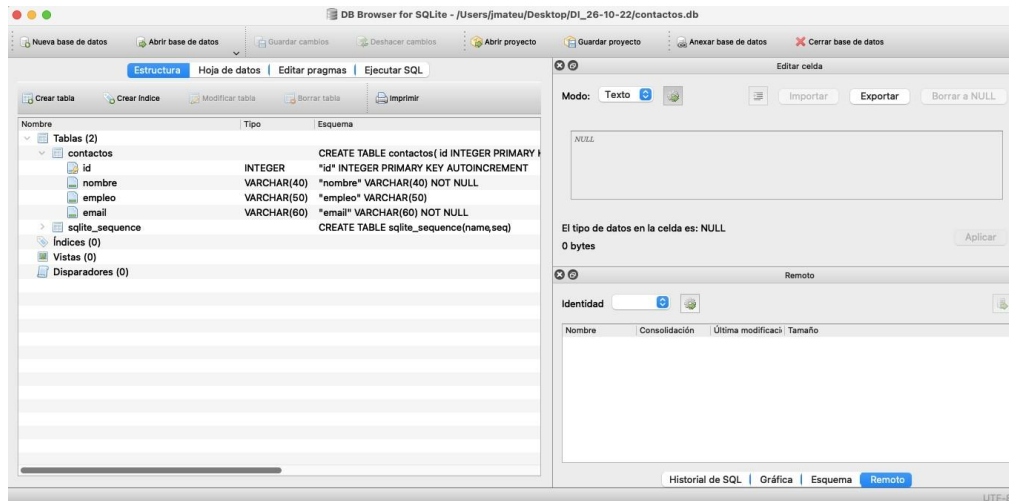 DB Browser for SQLite - /Users/jmateu/Desktop/DI_26-10-22/contactos.db
Nueva base de datos Abrir base de datos Guardar cambios Deshacer cambios Abrir proyecto Guardar proyecto Anexar base de datos Cerrar base de datos
Estructura Hoja de datos Editar pragmas Ejecutar SQL
Crear tabla Crear índice Modificar tabla Borrar tabla Imprimir
Nombre Tipo Esquema
Tablas (2)
contactos CREATE TABLE contactos( id INTEGER PRIMARY
id INTEGER "id" INTEGER PRIMARY KEY AUTOINCREMENT
nombre VARCHAR(40) "nombre" VARCHAR(40) NOT NULL
empleo VARCHAR(50) "empleo" VARCHAR(50)
email VARCHAR(60) "email" VARCHAR(60) NOT NULL
sqlite_sequence CREATE TABLE sqlite_sequence(name,seq)
Índices (0)
Vistas (0)
Disparadores (0)
Editar celda
Modo: Texto Importar Exportar Borrar a NULL
NULL
El tipo de datos en la celda es: NULL
0 bytes
Aplicar
Remoto
Identidad
Nombre Consolidación Última modificaci Tamaño
Historial de SQL Gráfica Esquema Remoto